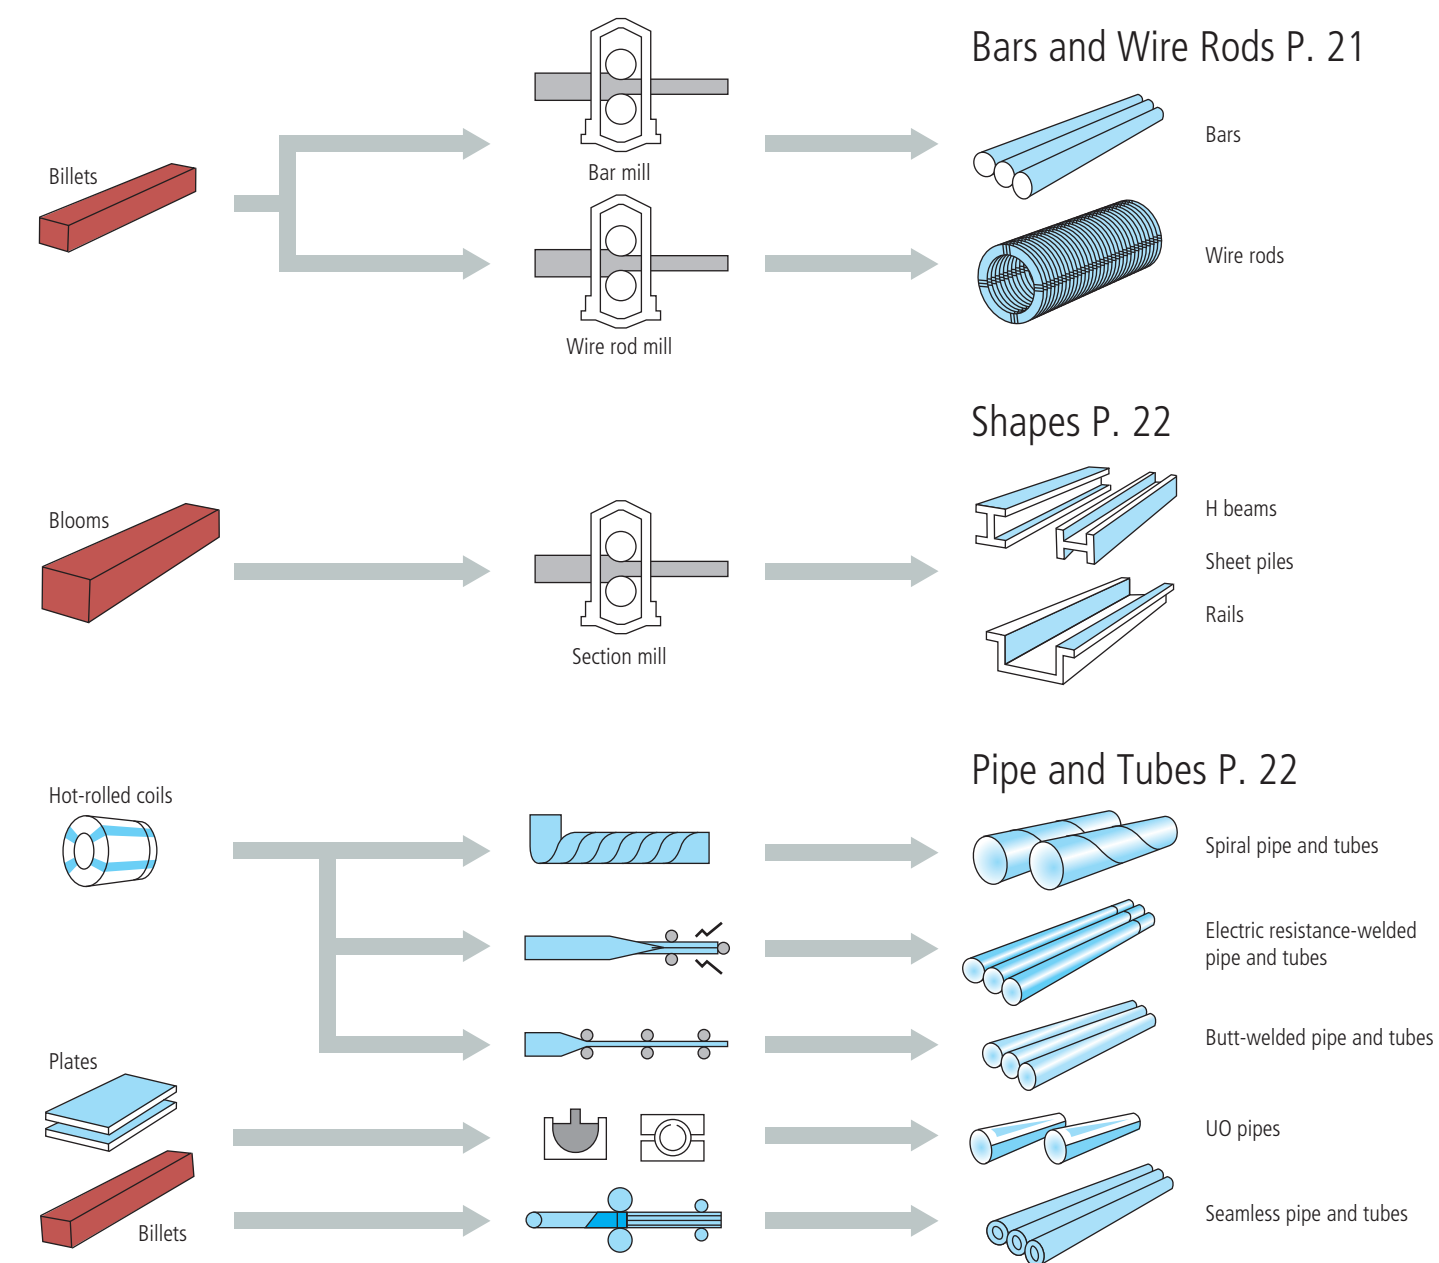 Bars and Wire Rods P. 21
Billets
Bar mill
Bars
Wire rod mill
Wire rods
Shapes P. 22
Blooms
Section mill
H beams
Sheet piles
Rails
Pipe and Tubes P. 22
Hot-rolled coils
Spiral pipe and tubes
Electric resistance-welded
pipe and tubes
Butt-welded pipe and tubes
Plates
UO pipes
Billets
Seamless pipe and tubes